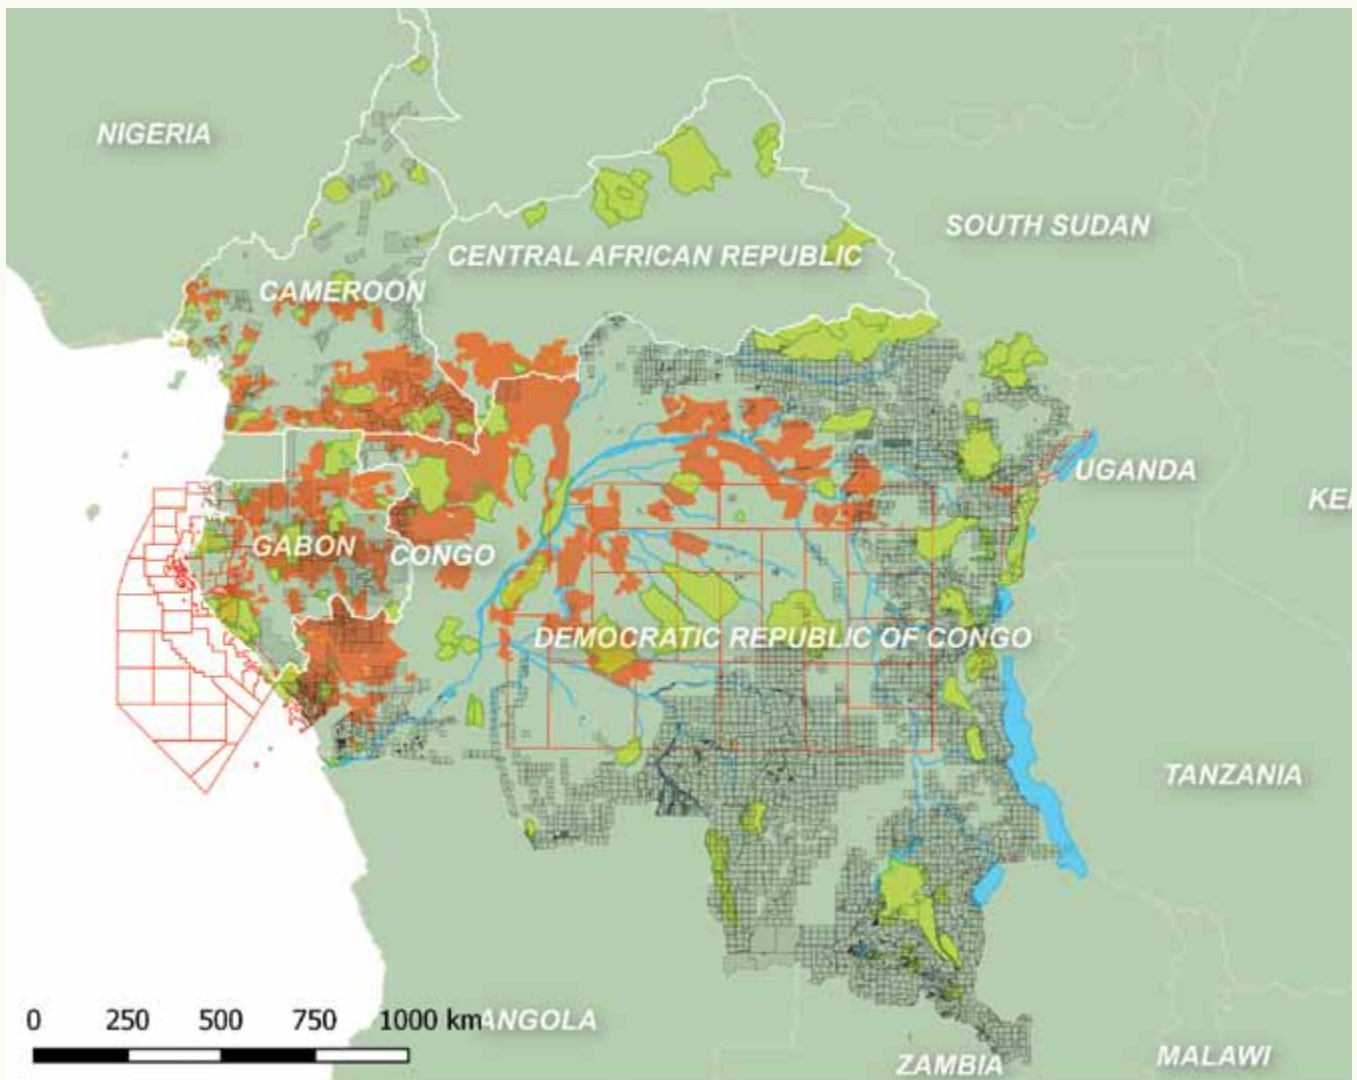 NIGERIA
SOUTH SUDAN
CENTRAL AFRICAN REPUBLIC
CAMEROON
UGANDA
KE
GABON
CONGO
DEMOCRATIC REPUBLIC OF CONGO
TANZANIA
0 250 500 750 1000 km
ANGOLA
MALAWI
ZAMBIA